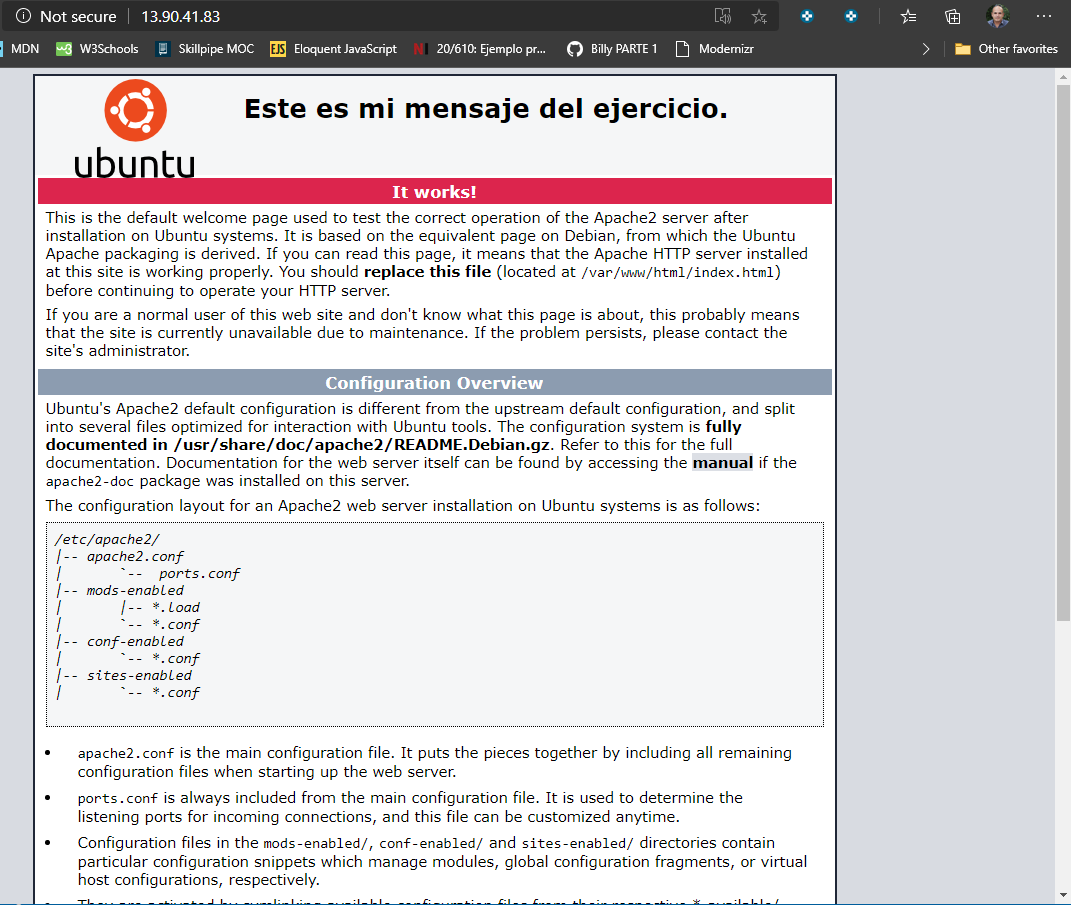 Not secure 13.90.41.83
MDN W3Schools Skillpipe MOC EJS Eloquent JavaScript 20/610: Ejemplo pr... Billy PARTE 1 Modernizr Other favorites
ubuntu
Este es mi mensaje del ejercicio.
It works!
This is the default welcome page used to test the correct operation of the Apache2 server after
installation on Ubuntu systems. It is based on the equivalent page on Debian, from which the Ubuntu
Apache packaging is derived. If you can read this page, it means that the Apache HTTP server installed
at this site is working properly. You should replace this file (located at /var/www/html/index.html)
before continuing to operate your HTTP server.
If you are a normal user of this web site and don't know what this page is about, this probably means
that the site is currently unavailable due to maintenance. If the problem persists, please contact the
site's administrator.
Configuration Overview
Ubuntu's Apache2 default configuration is different from the upstream default configuration, and split
into several files optimized for interaction with Ubuntu tools. The configuration system is fully
documented in /usr/share/doc/apache2/README.Debian.gz. Refer to this for the full
documentation. Documentation for the web server itself can be found by accessing the manual if the
apache2-doc package was installed on this server.
The configuration layout for an Apache2 web server installation on Ubuntu systems is as follows:
/etc/apache2/
|-- apache2.conf
|       `--  ports.conf
|-- mods-enabled
|       |-- *.load
|       `-- *.conf
|-- conf-enabled
|       `-- *.conf
|-- sites-enabled
|       `-- *.conf
• apache2.conf is the main configuration file. It puts the pieces together by including all remaining
configuration files when starting up the web server.
• ports.conf is always included from the main configuration file. It is used to determine the
listening ports for incoming connections, and this file can be customized anytime.
• Configuration files in the mods-enabled/, conf-enabled/ and sites-enabled/ directories contain
particular configuration snippets which manage modules, global configuration fragments, or virtual
host configurations, respectively.
• They are activated by symlinking available configuration files from their respective *-available/